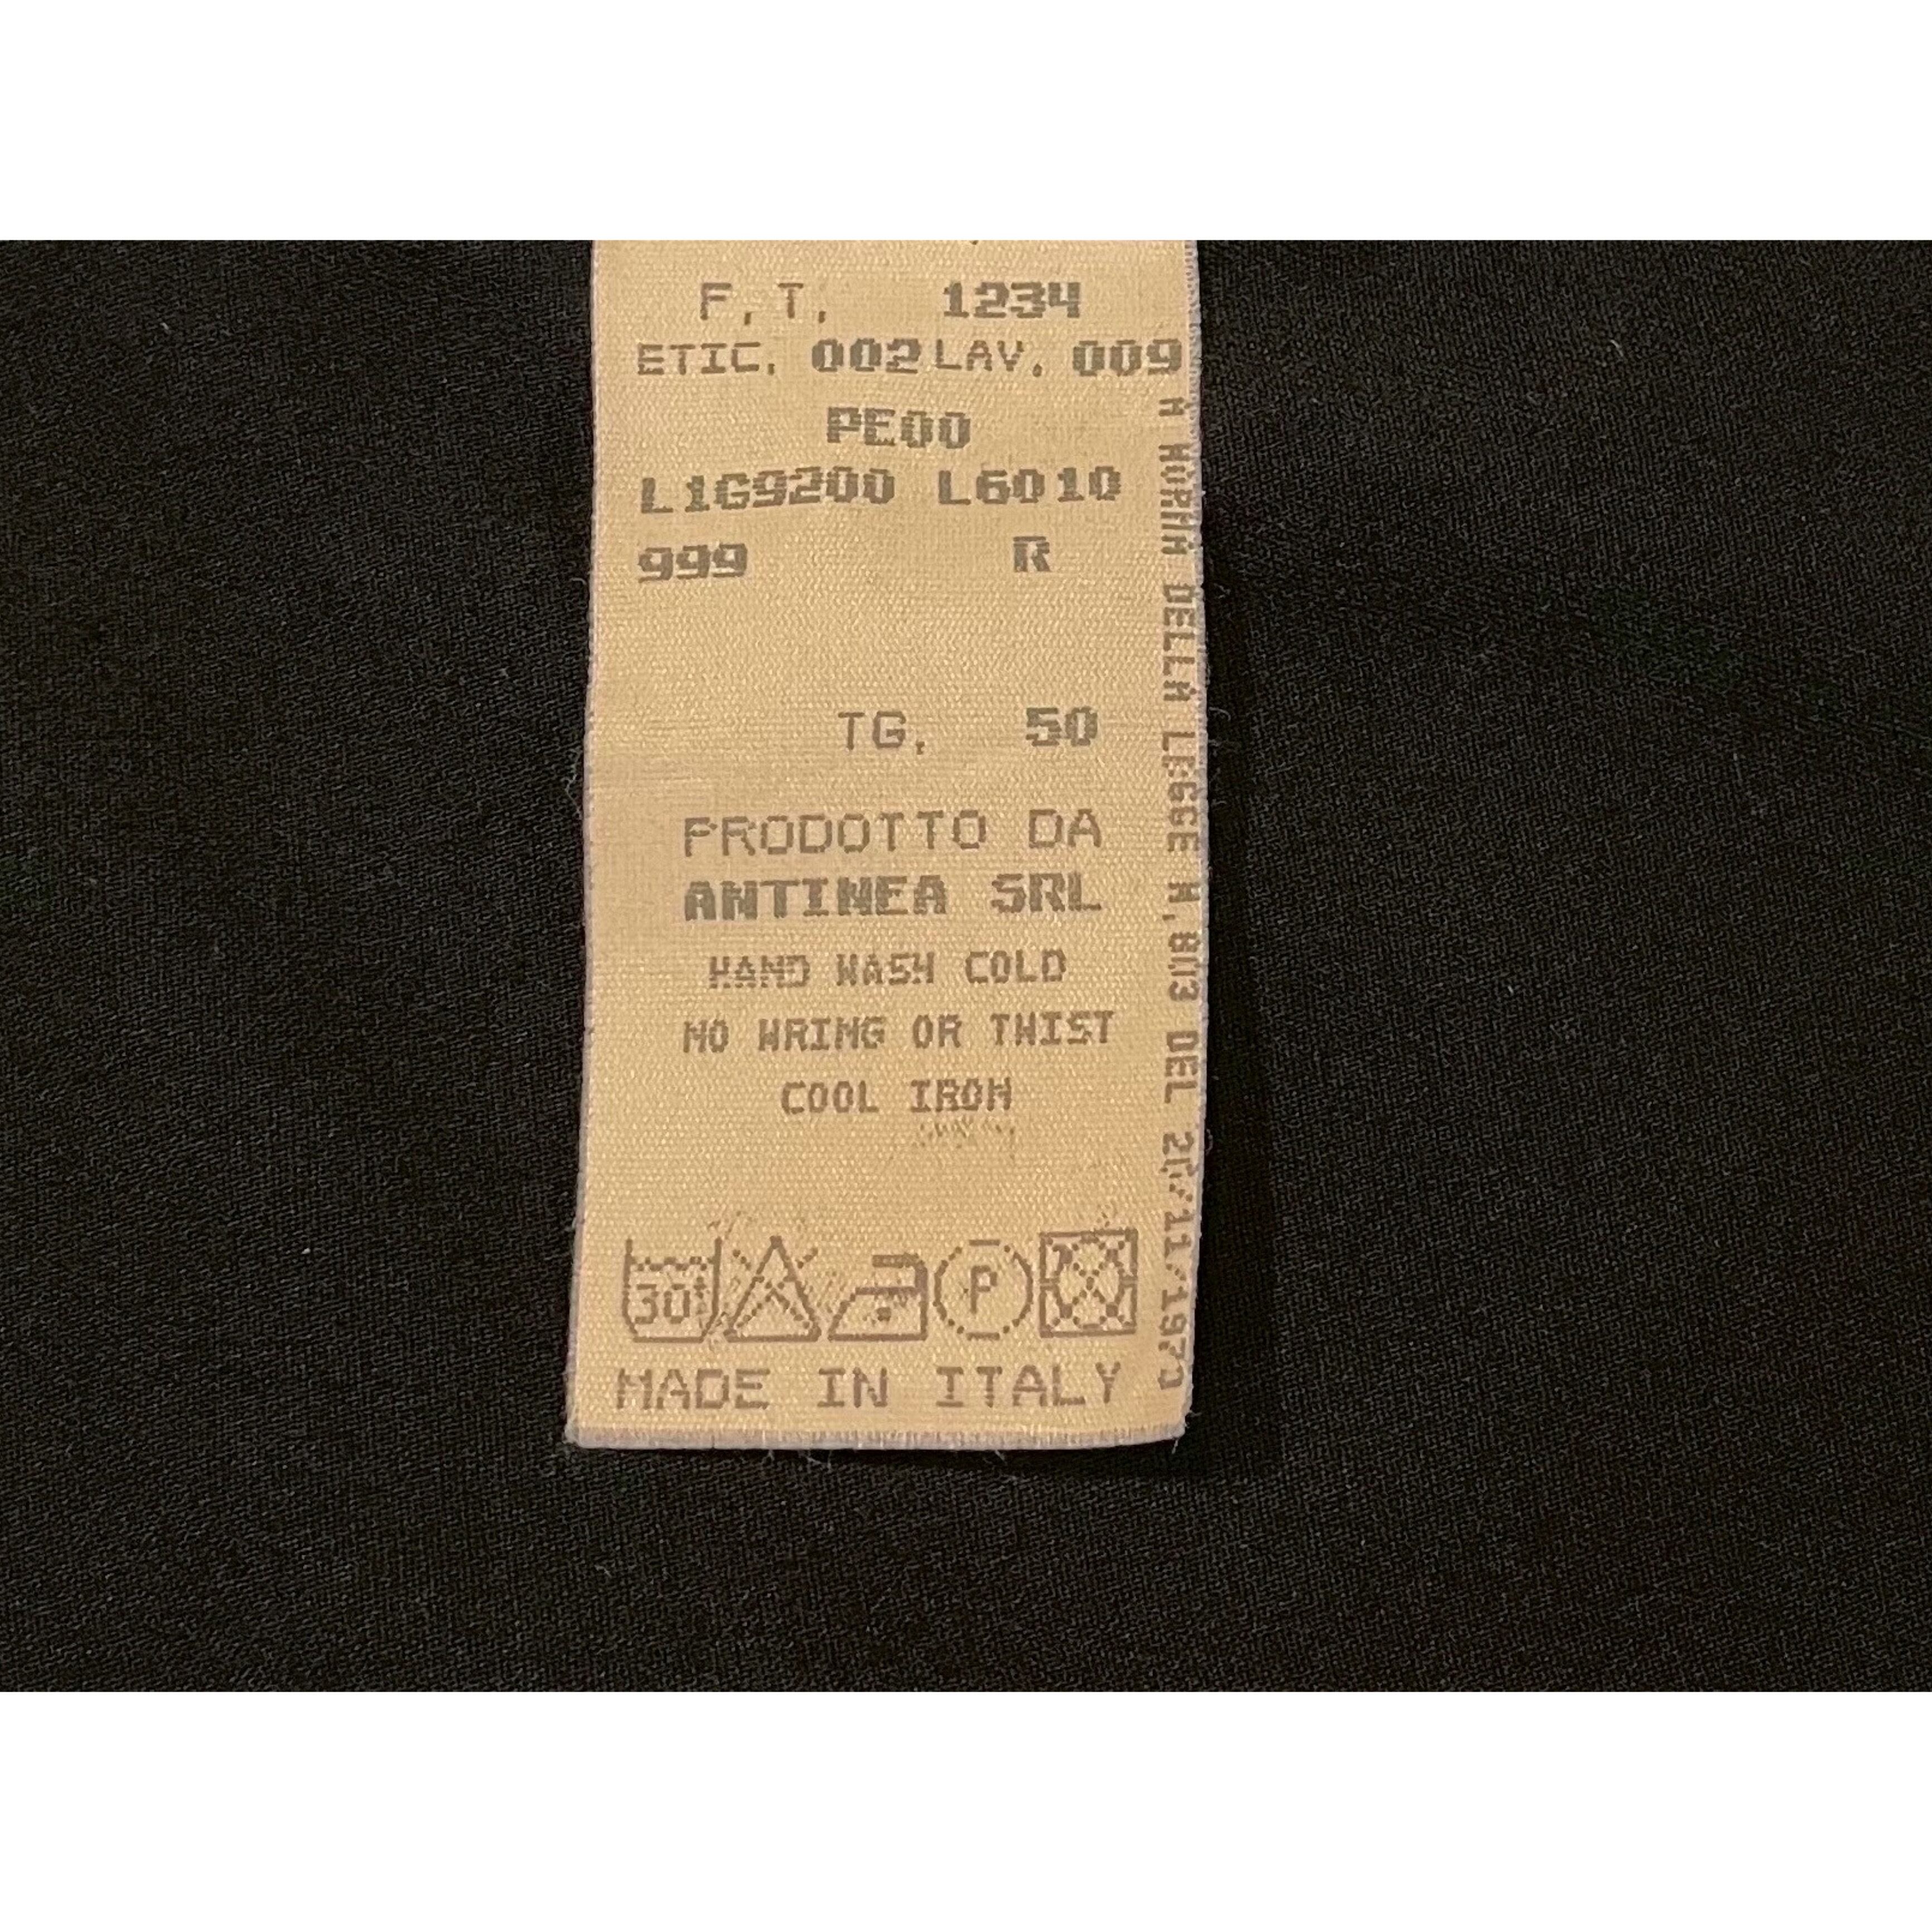 F.T. 1234
ETIC. 002 LAV. 009
PE00
L1G9200 L6010
999 R
TG. 50
PRODOTTO DA
ANTINEA SRL
HAND WASH COLD
NO WRING OR TWIST
COOL IRON
30°
P
MADE IN ITALY
A NORMA DELLA LEGGE N. 883 DEL 26/11/1973